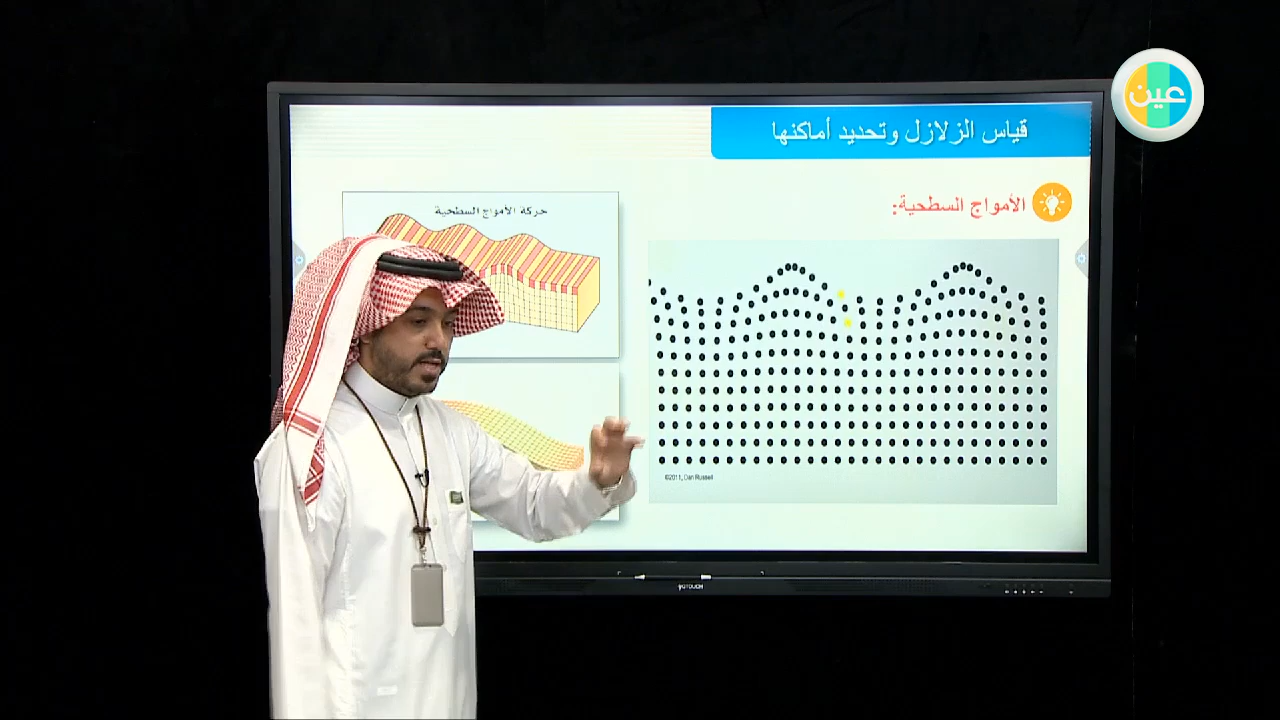 عين
قياس الزلازل وتحديد أماكنها
الأمواج السطحية:
حركة الأمواج السطحية
©2011, Dan Russell